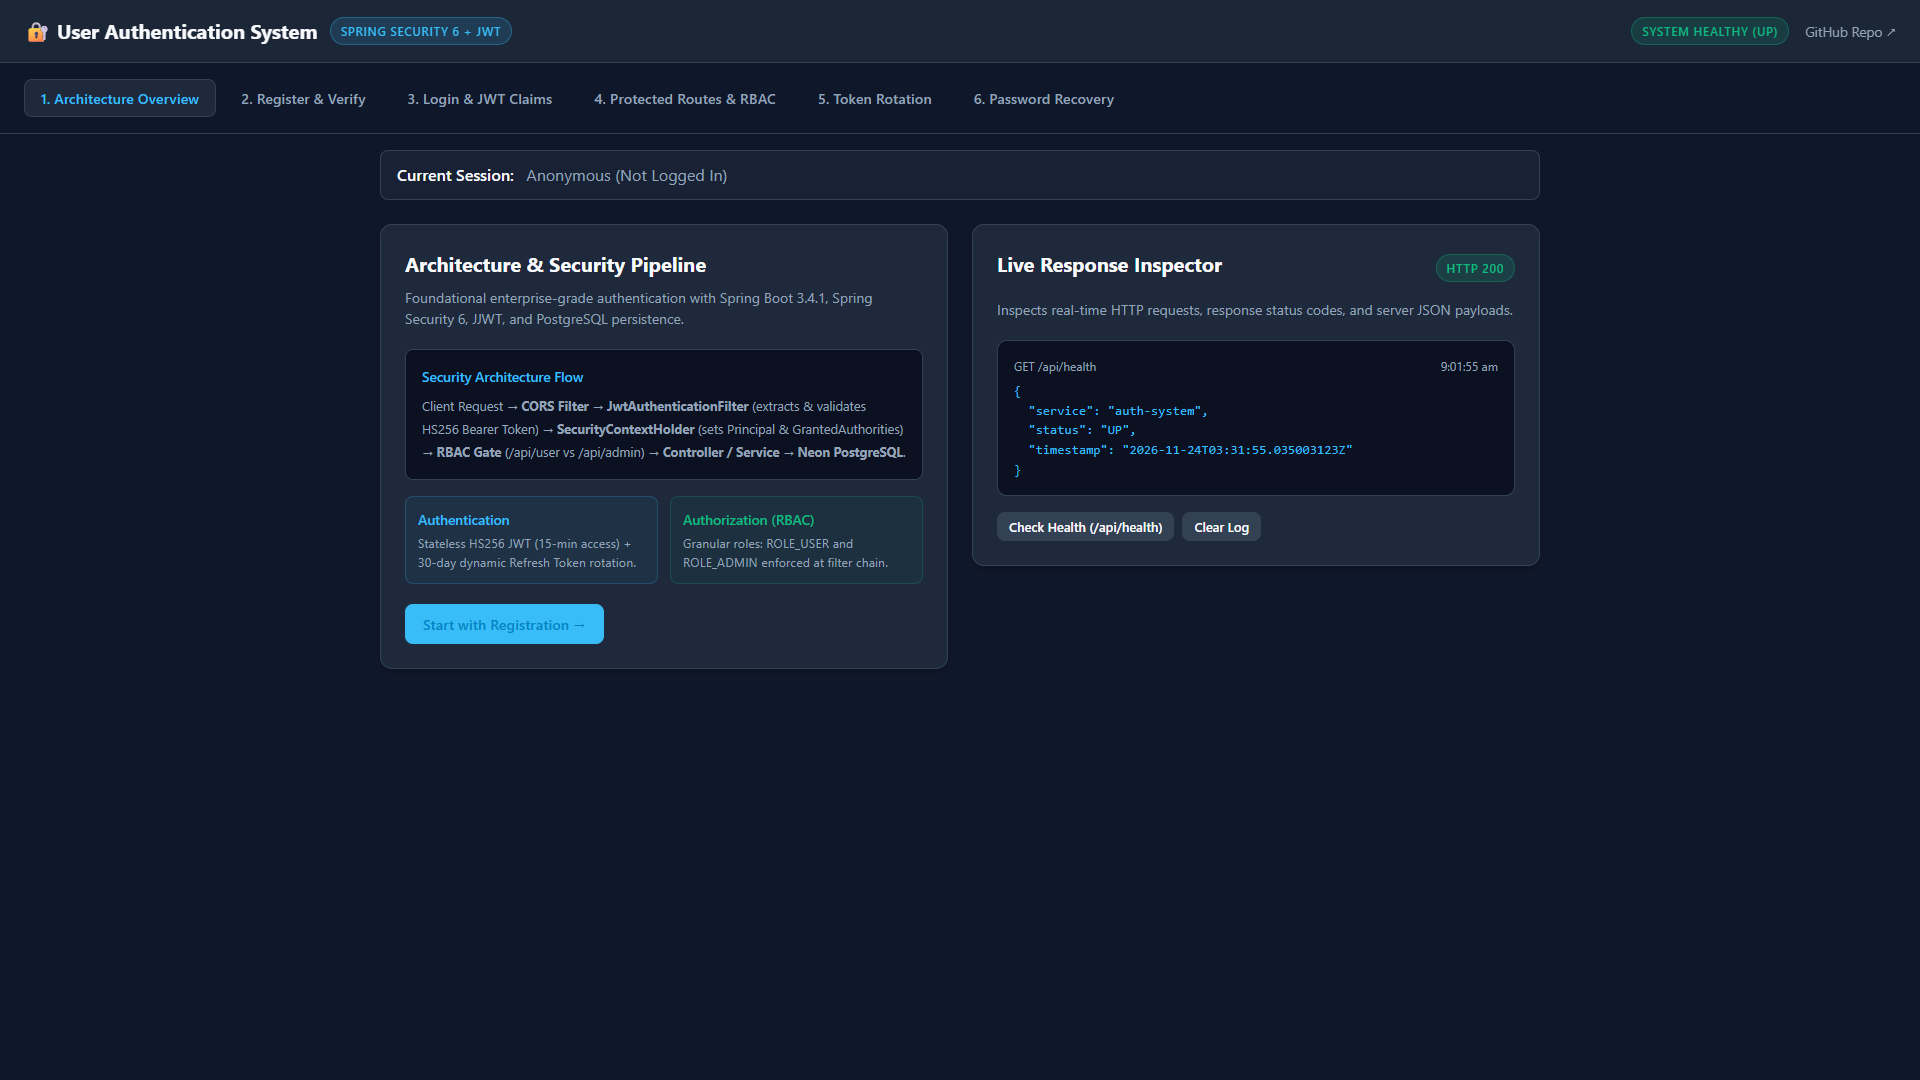 🔐 User Authentication System
SPRING SECURITY 6 + JWT
SYSTEM HEALTHY (UP)
GitHub Repo ↗
1. Architecture Overview
2. Register & Verify
3. Login & JWT Claims
4. Protected Routes & RBAC
5. Token Rotation
6. Password Recovery
Current Session: Anonymous (Not Logged In)
Architecture & Security Pipeline
Foundational enterprise-grade authentication with Spring Boot 3.4.1, Spring
Security 6, JJWT, and PostgreSQL persistence.
Security Architecture Flow
Client Request → CORS Filter → JwtAuthenticationFilter (extracts & validates
HS256 Bearer Token) → SecurityContextHolder (sets Principal & GrantedAuthorities)
→ RBAC Gate (/api/user vs /api/admin) → Controller / Service → Neon PostgreSQL.
Authentication
Stateless HS256 JWT (15-min access) +
30-day dynamic Refresh Token rotation.
Authorization (RBAC)
Granular roles: ROLE_USER and
ROLE_ADMIN enforced at filter chain.
Start with Registration →
Live Response Inspector
HTTP 200
Inspects real-time HTTP requests, response status codes, and server JSON payloads.
GET /api/health
9:01:55 am
{
"service": "auth-system",
"status": "UP",
"timestamp": "2026-11-24T03:31:55.035003123Z"
}
Check Health (/api/health)
Clear Log